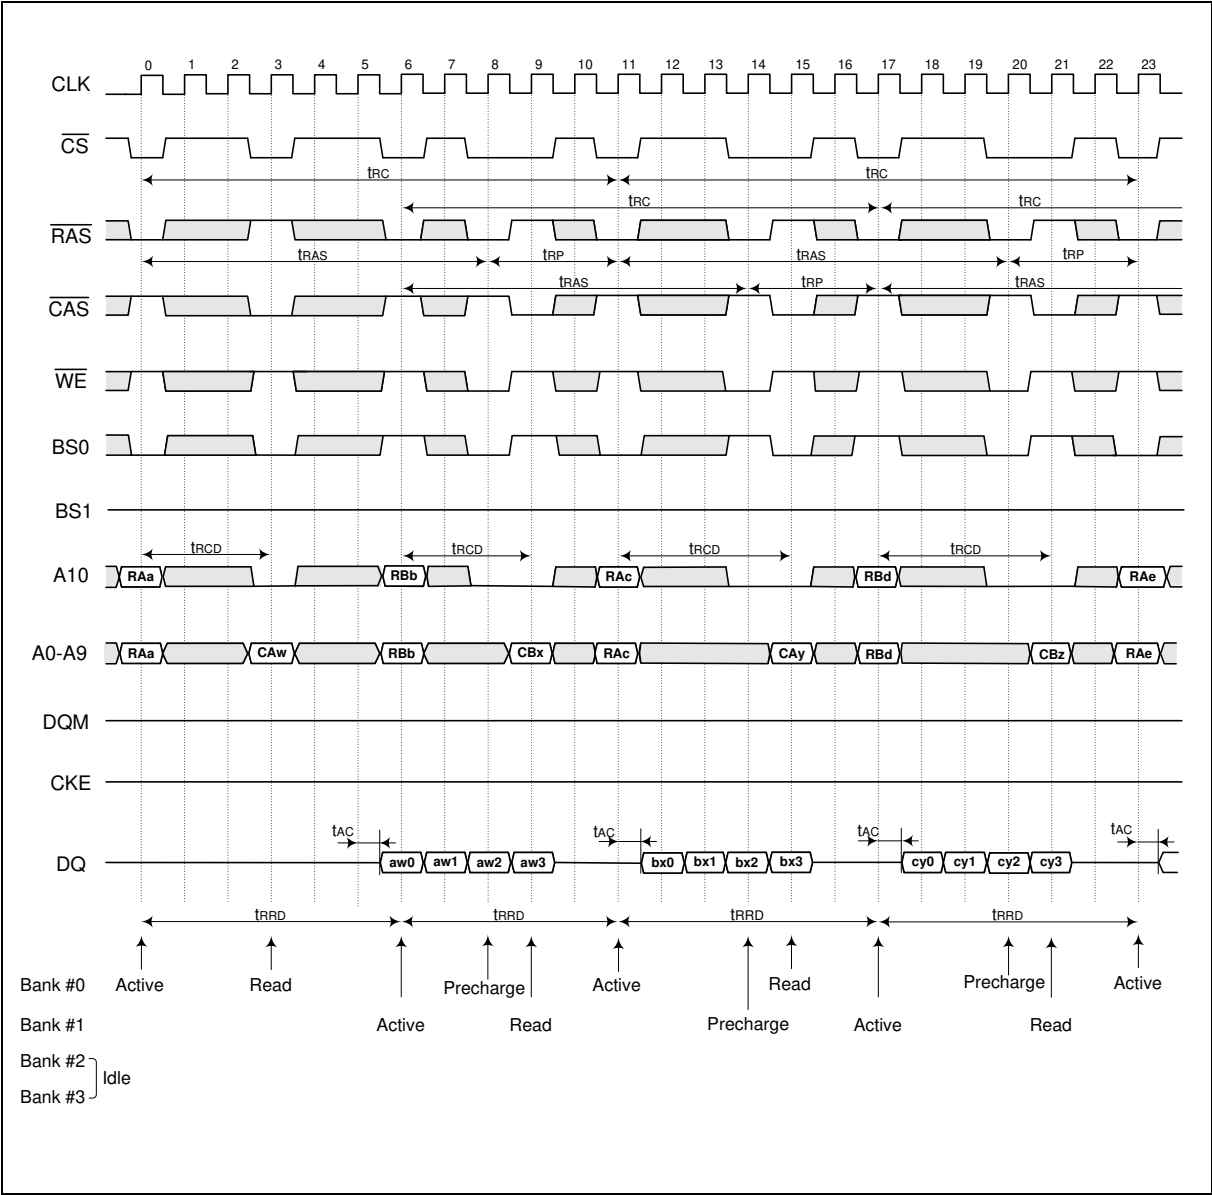 0 1 2 3 4 5 6 7 8 9 10 11 12 13 14 15 16 17 18 19 20 21 22 23
CLK
CS
tRC tRC
tRC tRC
RAS
tRAS tRP tRAS tRP
tRAS tRP tRAS
CAS
WE
BS0
BS1
tRCD tRCD tRCD tRCD
A10 RAa RBb RAc RBd RAe
A0-A9 RAa CAw RBb CBx RAc CAy RBd CBz RAe
DQM
CKE
tAC tAC tAC tAC
DQ aw0 aw1 aw2 aw3 bx0 bx1 bx2 bx3 cy0 cy1 cy2 cy3
tRRD tRRD tRRD tRRD
Bank #0 Active Read Precharge Active Read Precharge Active
Bank #1 Active Read Precharge Active Read
Bank #2
Idle
Bank #3